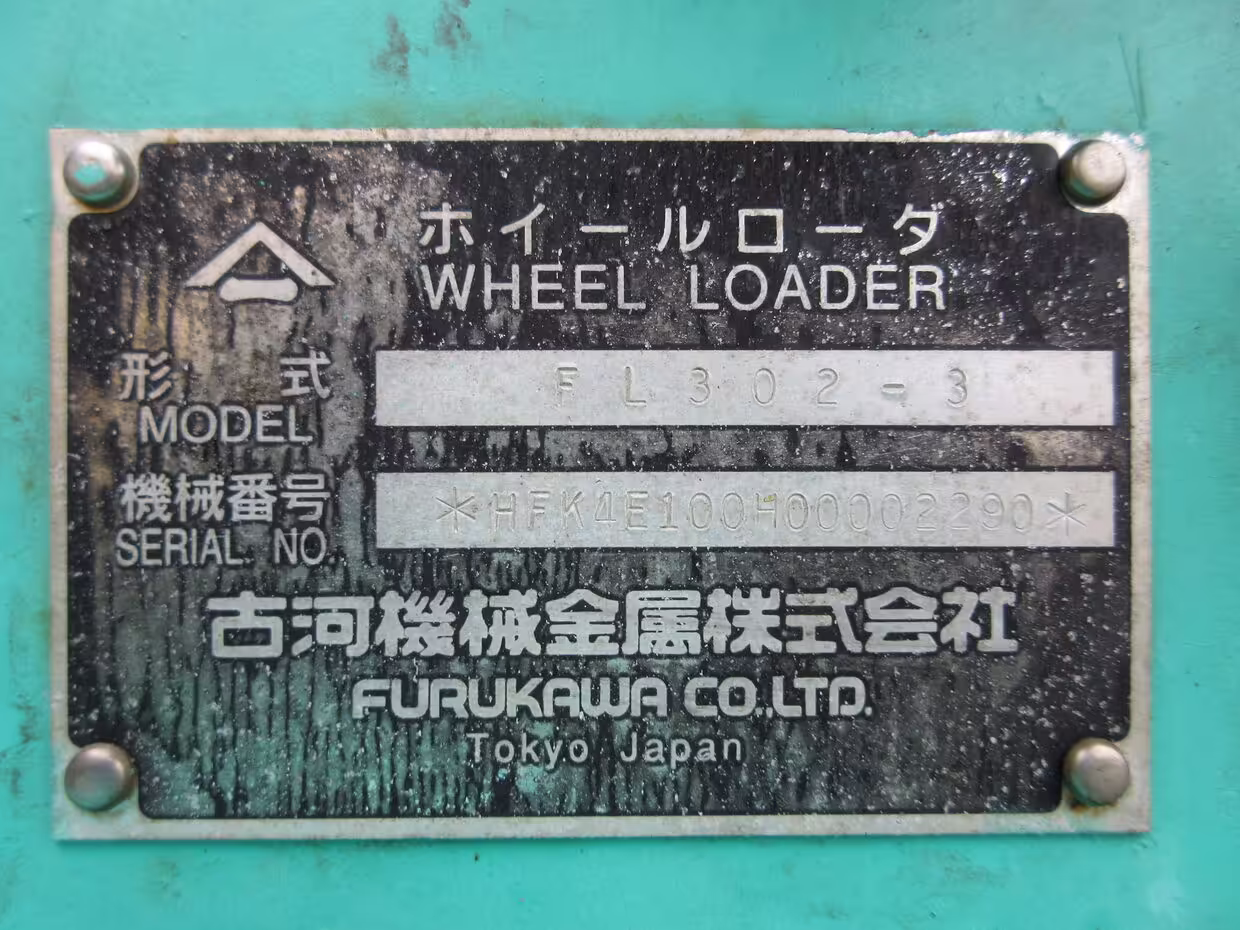 ホイールローダ
WHEEL LOADER
形式
MODEL
FL302-3
機械番号
SERIAL NO.
*HFK4E100H00002290*
古河機械金属株式会社
FURUKAWA CO.,LTD.
Tokyo Japan